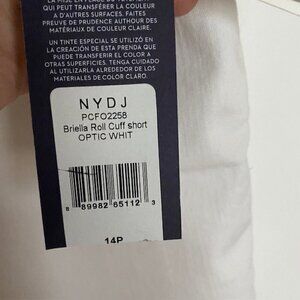 QUI PEUT TRANSFÉRER LA COULEUR
À D'AUTRES SURFACES. FAITES
PREUVE DE PRUDENCE AUTOUR DES
MATÉRIAUX DE COULEUR CLAIRE.
UN TINTE ESPECIAL SE UTILIZÓ EN
LA CREACIÓN DE ESTA PRENDA QUE
PUEDE TRANSFERIR EL COLOR A
OTRAS SUPERFICIES. TENGA CUIDADO
AL UTILIZARLA ALREDEDOR DE LOS
MATERIALES DE COLOR CLARO.
NYDJ
PCFO2258
Briella Roll Cuff short
OPTIC WHIT
8 89982 65112 3
14P